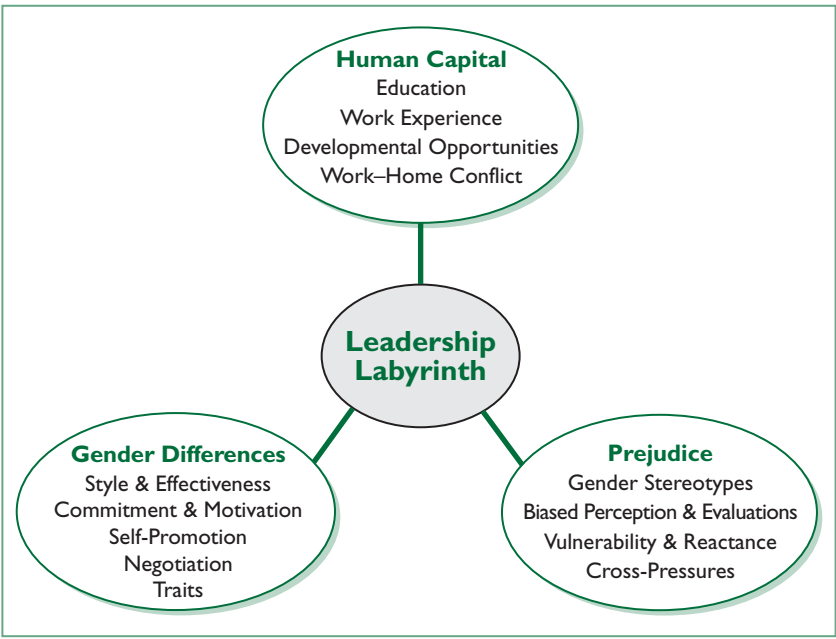 Human Capital
Education
Work Experience
Developmental Opportunities
Work–Home Conflict
Leadership
Labyrinth
Gender Differences
Style & Effectiveness
Commitment & Motivation
Self-Promotion
Negotiation
Traits
Prejudice
Gender Stereotypes
Biased Perception & Evaluations
Vulnerability & Reactance
Cross-Pressures